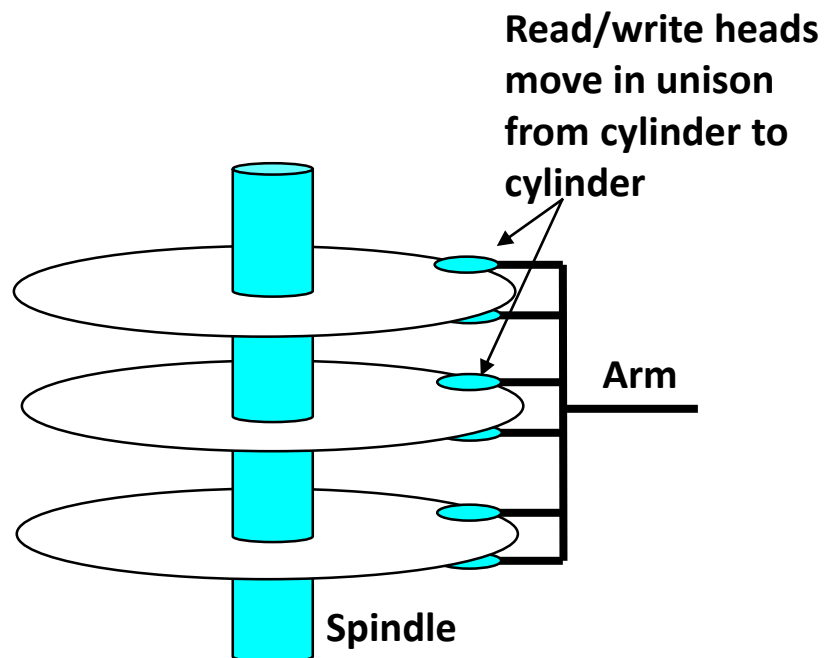 Read/write heads
move in unison
from cylinder to
cylinder
Arm
Spindle